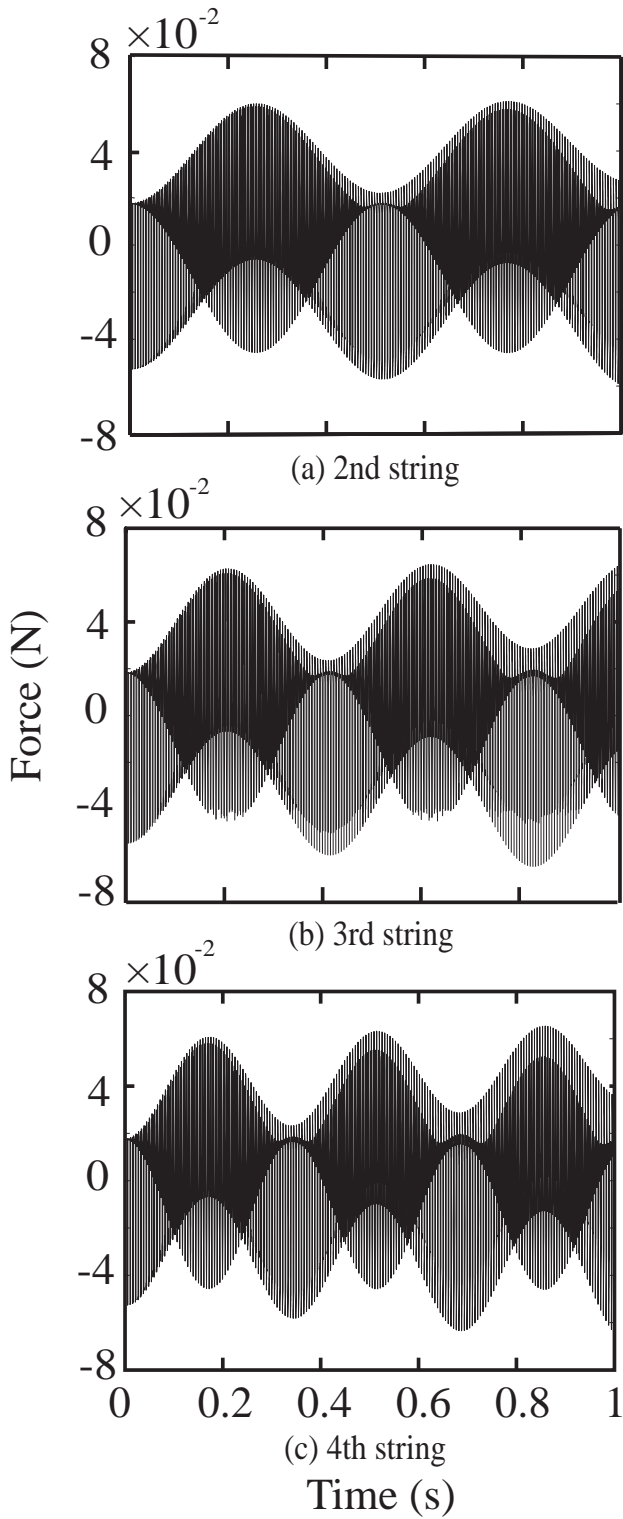 8 ×10-2
4
0
-4
-8
(a) 2nd string
8 ×10-2
4
0
-4
-8
(b) 3rd string
Force (N)
8 ×10-2
4
0
-4
-8
0 0.2 0.4 0.6 0.8 1
(c) 4th string
Time (s)